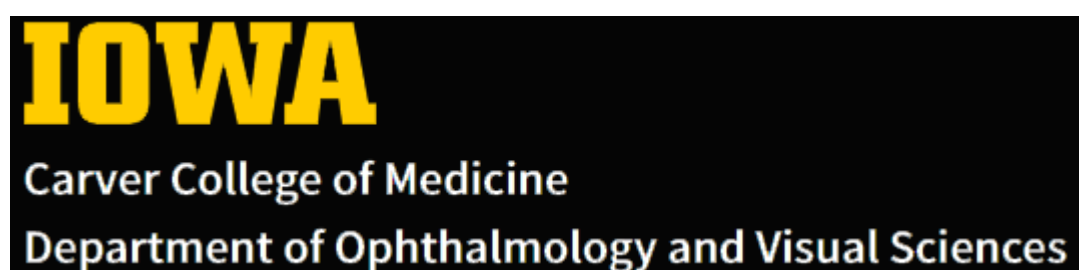 IOWA
Carver College of Medicine
Department of Ophthalmology and Visual Sciences